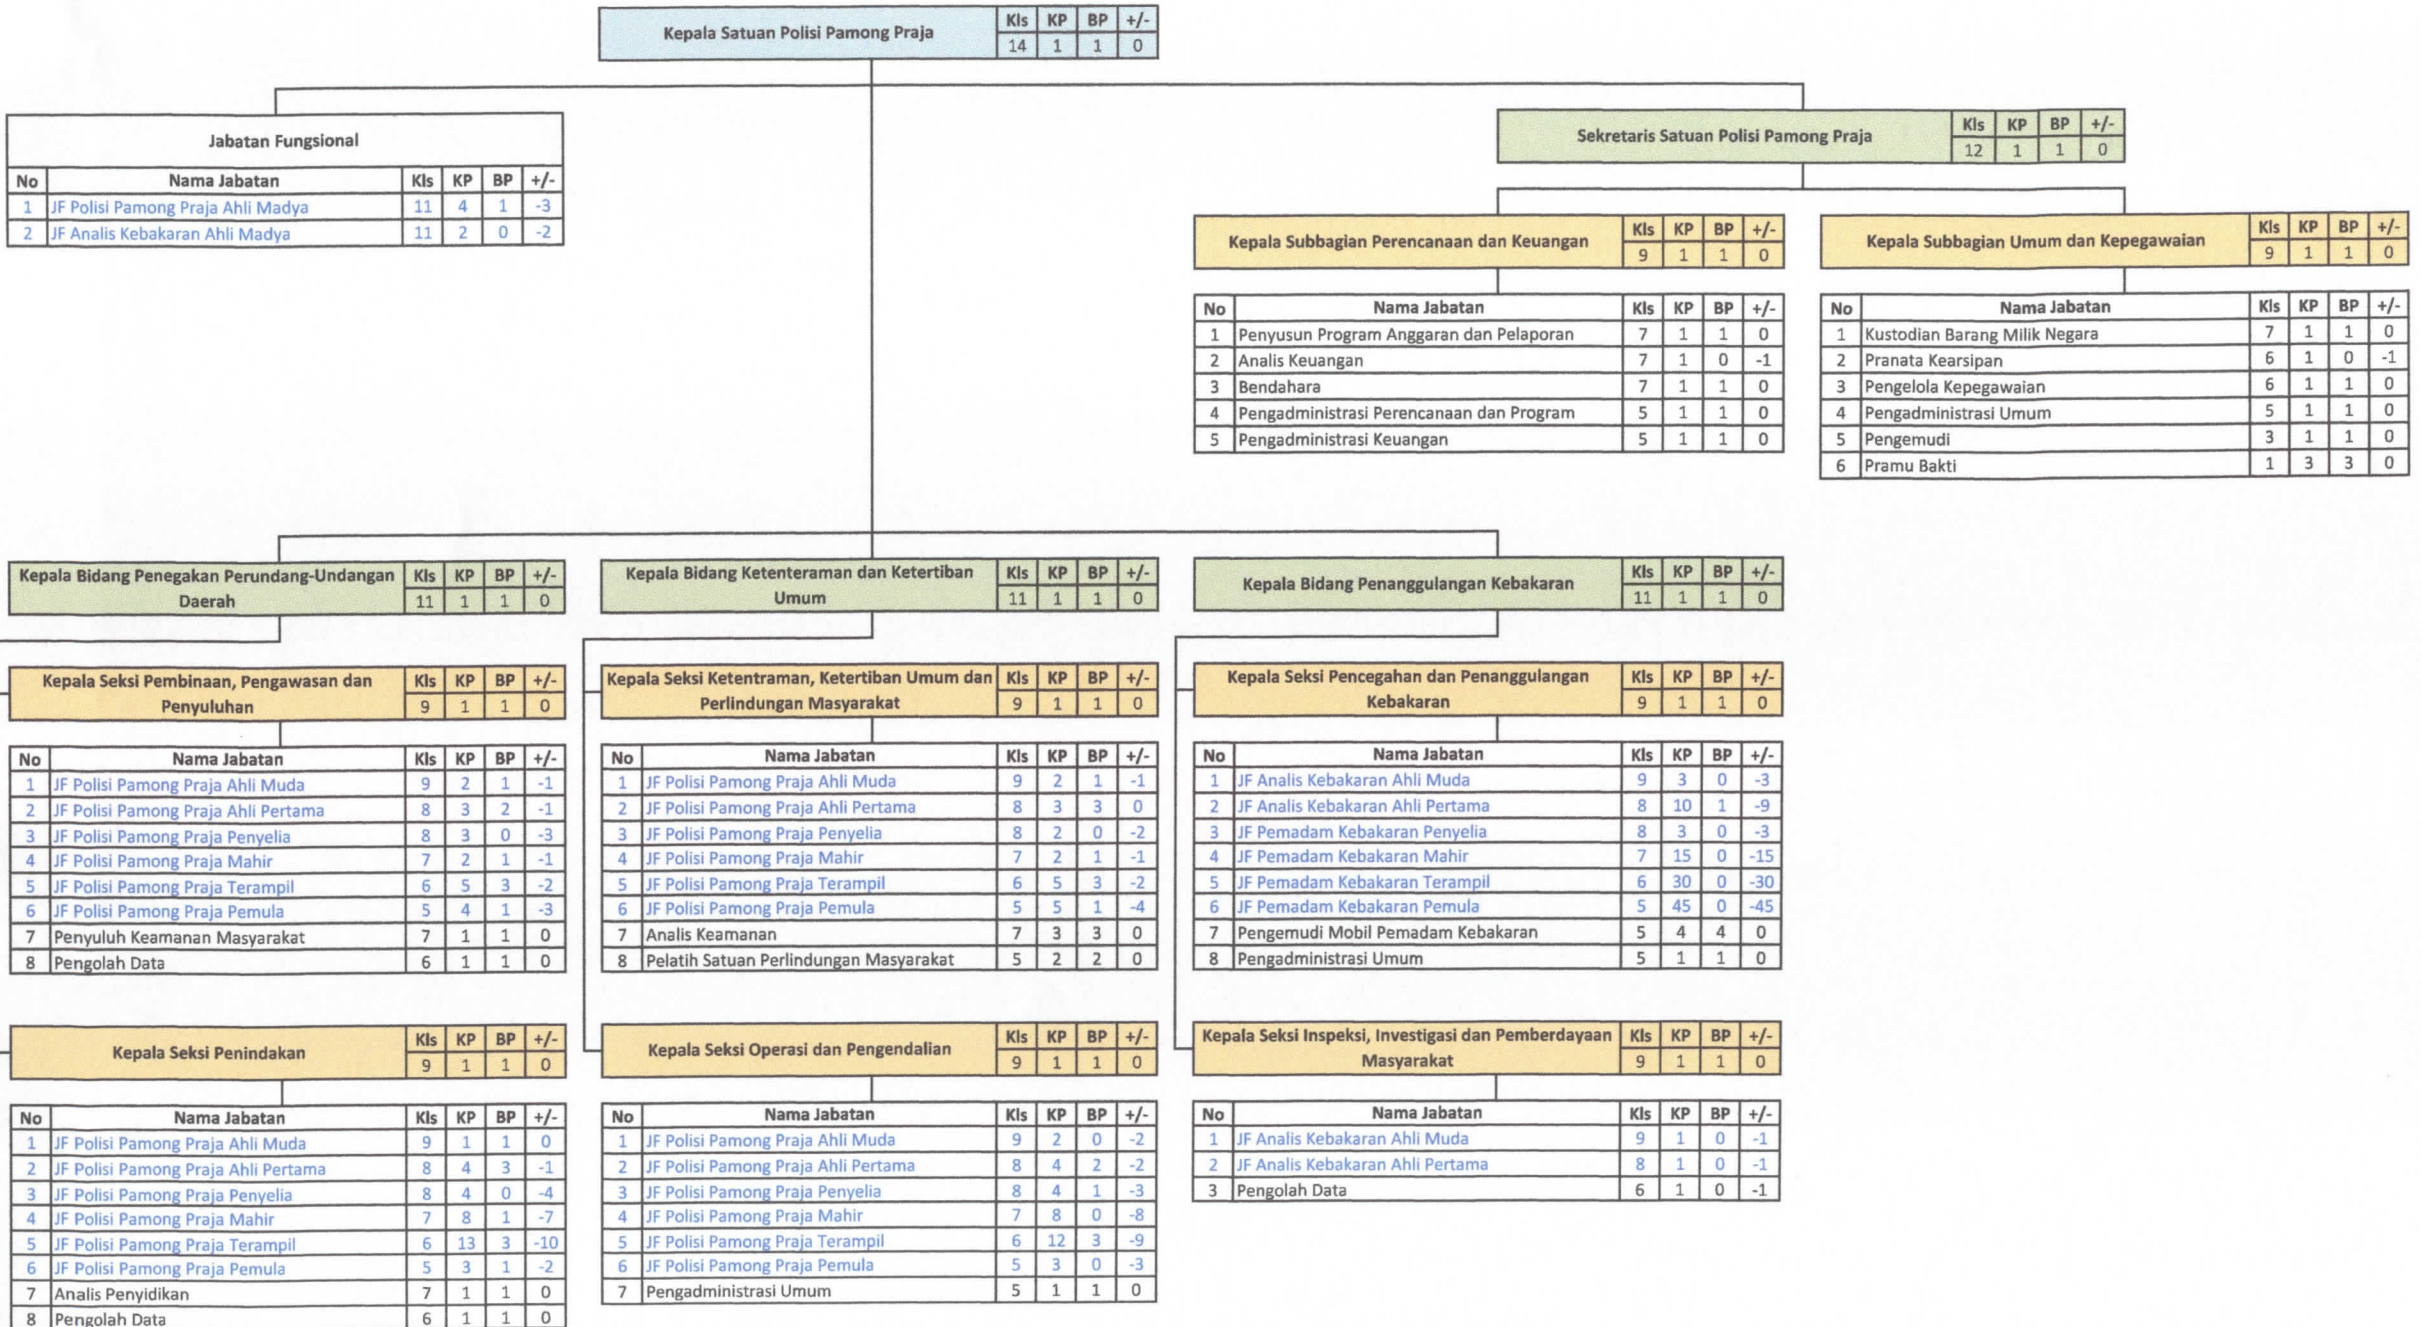 Kepala Satuan Polisi Pamong Praja
Kls KP BP +/-
14 1 1 0
Jabatan Fungsional
No Nama Jabatan Kls KP BP +/-
1 JF Polisi Pamong Praja Ahli Madya 11 4 1 -3
2 JF Analis Kebakaran Ahli Madya 11 2 0 -2
Sekretaris Satuan Polisi Pamong Praja
Kls KP BP +/-
12 1 1 0
Kepala Subbagian Perencanaan dan Keuangan
Kls KP BP +/-
9 1 1 0
No Nama Jabatan Kls KP BP +/-
1 Penyusun Program Anggaran dan Pelaporan 7 1 1 0
2 Analis Keuangan 7 1 0 -1
3 Bendahara 7 1 1 0
4 Pengadministrasi Perencanaan dan Program 5 1 1 0
5 Pengadministrasi Keuangan 5 1 1 0
Kepala Subbagian Umum dan Kepegawaian
Kls KP BP +/-
9 1 1 0
No Nama Jabatan Kls KP BP +/-
1 Kustodian Barang Milik Negara 7 1 1 0
2 Pranata Kearsipan 6 1 0 -1
3 Pengelola Kepegawaian 6 1 1 0
4 Pengadministrasi Umum 5 1 1 0
5 Pengemudi 3 1 1 0
6 Pramu Bakti 1 3 3 0
Kepala Bidang Penegakan Perundang-Undangan
Daerah
Kls KP BP +/-
11 1 1 0
Kepala Seksi Pembinaan, Pengawasan dan
Penyuluhan
Kls KP BP +/-
9 1 1 0
No Nama Jabatan Kls KP BP +/-
1 JF Polisi Pamong Praja Ahli Muda 9 2 1 -1
2 JF Polisi Pamong Praja Ahli Pertama 8 3 2 -1
3 JF Polisi Pamong Praja Penyelia 8 3 0 -3
4 JF Polisi Pamong Praja Mahir 7 2 1 -1
5 JF Polisi Pamong Praja Terampil 6 5 3 -2
6 JF Polisi Pamong Praja Pemula 5 4 1 -3
7 Penyuluh Keamanan Masyarakat 7 1 1 0
8 Pengolah Data 6 1 1 0
Kepala Seksi Penindakan
Kls KP BP +/-
9 1 1 0
No Nama Jabatan Kls KP BP +/-
1 JF Polisi Pamong Praja Ahli Muda 9 1 1 0
2 JF Polisi Pamong Praja Ahli Pertama 8 4 3 -1
3 JF Polisi Pamong Praja Penyelia 8 4 0 -4
4 JF Polisi Pamong Praja Mahir 7 8 1 -7
5 JF Polisi Pamong Praja Terampil 6 13 3 -10
6 JF Polisi Pamong Praja Pemula 5 3 1 -2
7 Analis Penyidikan 7 1 1 0
8 Pengolah Data 6 1 1 0
Kepala Bidang Ketenteraman dan Ketertiban
Umum
Kls KP BP +/-
11 1 1 0
Kepala Seksi Ketentraman, Ketertiban Umum dan
Perlindungan Masyarakat
Kls KP BP +/-
9 1 1 0
No Nama Jabatan Kls KP BP +/-
1 JF Polisi Pamong Praja Ahli Muda 9 2 1 -1
2 JF Polisi Pamong Praja Ahli Pertama 8 3 3 0
3 JF Polisi Pamong Praja Penyelia 8 2 0 -2
4 JF Polisi Pamong Praja Mahir 7 2 1 -1
5 JF Polisi Pamong Praja Terampil 6 5 3 -2
6 JF Polisi Pamong Praja Pemula 5 5 1 -4
7 Analis Keamanan 7 3 3 0
8 Pelatih Satuan Perlindungan Masyarakat 5 2 2 0
Kepala Seksi Operasi dan Pengendalian
Kls KP BP +/-
9 1 1 0
No Nama Jabatan Kls KP BP +/-
1 JF Polisi Pamong Praja Ahli Muda 9 2 0 -2
2 JF Polisi Pamong Praja Ahli Pertama 8 4 2 -2
3 JF Polisi Pamong Praja Penyelia 8 4 1 -3
4 JF Polisi Pamong Praja Mahir 7 8 0 -8
5 JF Polisi Pamong Praja Terampil 6 12 3 -9
6 JF Polisi Pamong Praja Pemula 5 3 0 -3
7 Pengadministrasi Umum 5 1 1 0
Kepala Bidang Penanggulangan Kebakaran
Kls KP BP +/-
11 1 1 0
Kepala Seksi Pencegahan dan Penanggulangan
Kebakaran
Kls KP BP +/-
9 1 1 0
No Nama Jabatan Kls KP BP +/-
1 JF Analis Kebakaran Ahli Muda 9 3 0 -3
2 JF Analis Kebakaran Ahli Pertama 8 10 1 -9
3 JF Pemadam Kebakaran Penyelia 8 3 0 -3
4 JF Pemadam Kebakaran Mahir 7 15 0 -15
5 JF Pemadam Kebakaran Terampil 6 30 0 -30
6 JF Pemadam Kebakaran Pemula 5 45 0 -45
7 Pengemudi Mobil Pemadam Kebakaran 5 4 4 0
8 Pengadministrasi Umum 5 1 1 0
Kepala Seksi Inspeksi, Investigasi dan Pemberdayaan
Masyarakat
Kls KP BP +/-
9 1 1 0
No Nama Jabatan Kls KP BP +/-
1 JF Analis Kebakaran Ahli Muda 9 1 0 -1
2 JF Analis Kebakaran Ahli Pertama 8 1 0 -1
3 Pengolah Data 6 1 0 -1